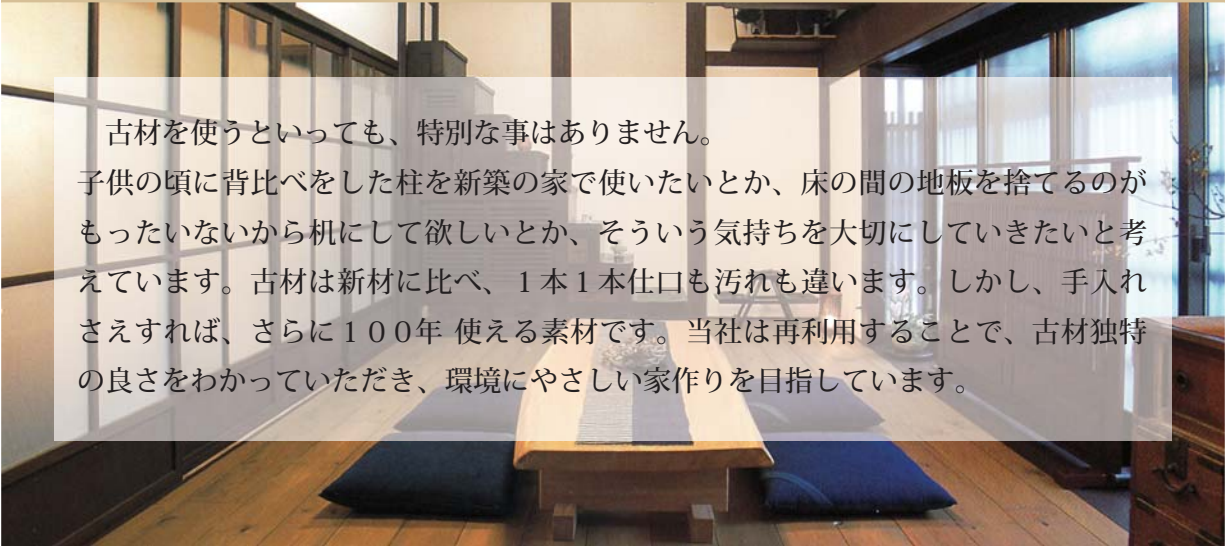 古材を使うといっても、特別な事はありません。
子供の頃に背比べをした柱を新築の家で使いたいとか、床の間の地板を捨てるのが
もったいないから机にして欲しいとか、そういう気持ちを大切にしていきたいと考
えています。古材は新材に比べ、１本１本仕口も汚れも違います。しかし、手入れ
さえすれば、さらに１００年 使える素材です。当社は再利用することで、古材独特
の良さをわかっていただき、環境にやさしい家作りを目指しています。